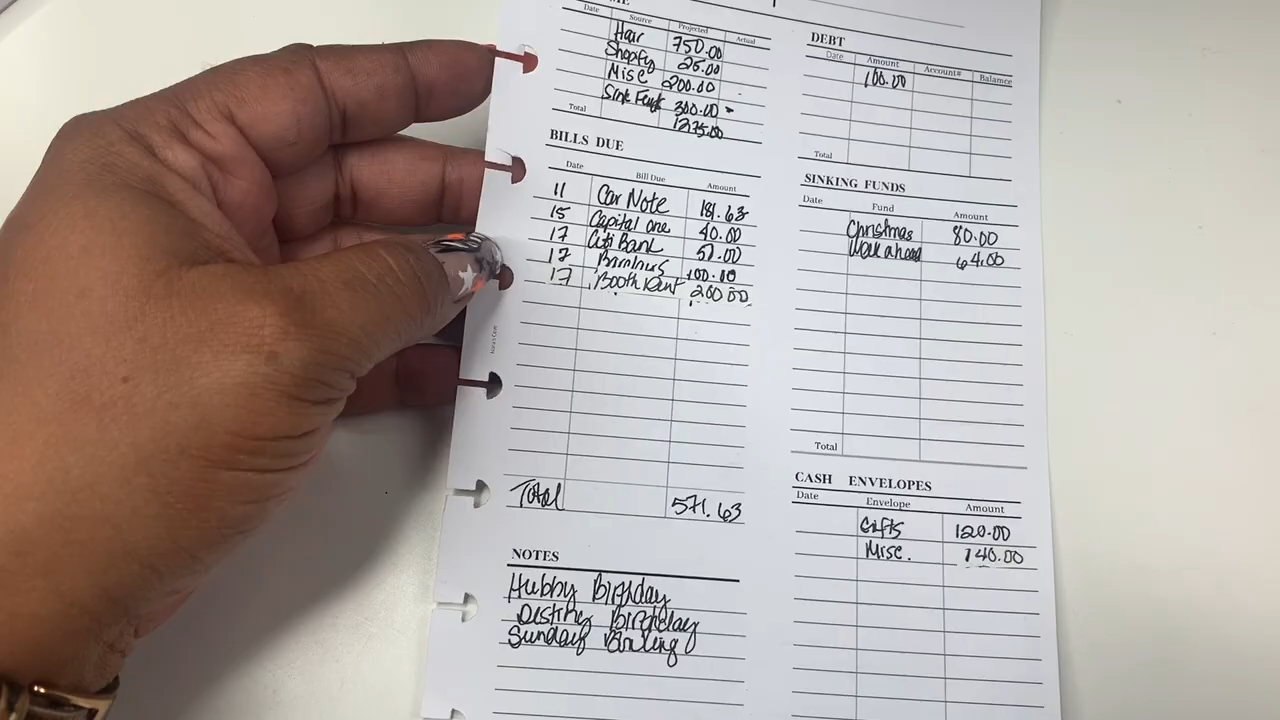 Date Source Projected Actual
Hair 750.00
Shopify 25.00
Misc 200.00
Sink Fund 300.00 -
Total 1275.00
BILLS DUE
Date Bill Due Amount
11 Car Note 181.63
15 Capital one 40.00
17 Citi Bank 50.00
17 100.00
17 Booth Rent 200.00
Total 571.63
NOTES
Hubby Birthday
Destiny Birthday
Sunday
DEBT
Date Amount Account# Balance
100.00
Total
SINKING FUNDS
Date Fund Amount
Christmas 80.00
Week ahead 64.00
Total
CASH ENVELOPES
Date Envelope Amount
Gifts 120.00
Misc. 140.00